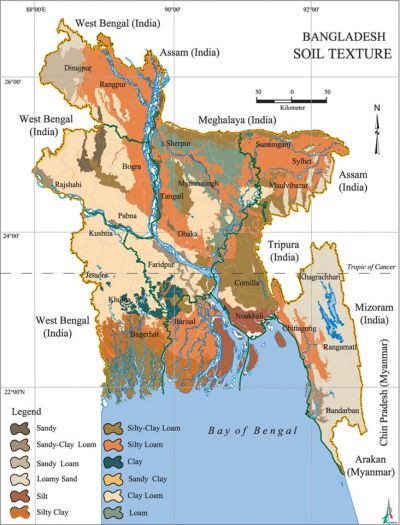 88°00'E
90°00'
92°00'
West Bengal (India)
BANGLADESH
SOIL TEXTURE
Assam (India)
Dinajpur
Rangpur
26°00'
50
0
50
Kilometer
N
West Bengal
(India)
Meghalaya (India)
Sherpur
Sunamganj
Sylhet
Bogra
Mymensingh
Maulvibazar
Assam
(India)
Rajshahi
Tangail
Pabna
24°00'
Kushtia
Dhaka
Tripura
(India)
Faridpur
Tropic of Cancer
Jessore
Comilla
Khagrachhari
Khulna
Mizoram
(India)
West Bengal
(India)
Barisal
Noakhali
Chittagong
Bagerhat
Rangamati
22°00'N
Bandarban
Chin Pradesh (Myanmar)
Bay of Bengal
Arakan
(Myanmar)
Legend
Sandy
Sandy-Clay Loam
Sandy Loam
Loamy Sand
Silt
Silty Clay
Silty-Clay Loam
Silty Loam
Clay
Sandy Clay
Clay Loam
Loam